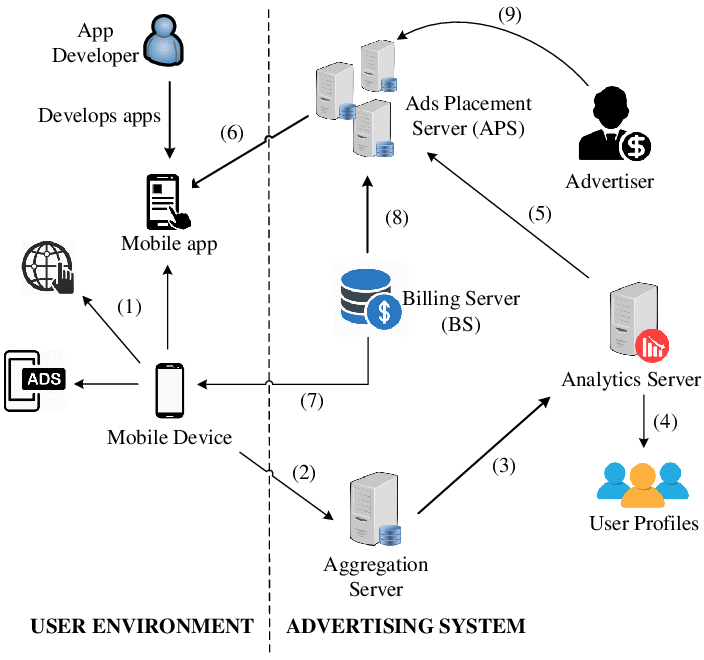 App
Developer
Develops apps
(9)
Ads Placement
Server (APS)
$
Advertiser
(6)
(5)
(8)
Mobile app
(1)
Billing Server
(BS)
$
ADS
(7)
Analytics Server
Mobile Device
(4)
(2)
(3)
User Profiles
Aggregation
Server
USER ENVIRONMENT
ADVERTISING SYSTEM